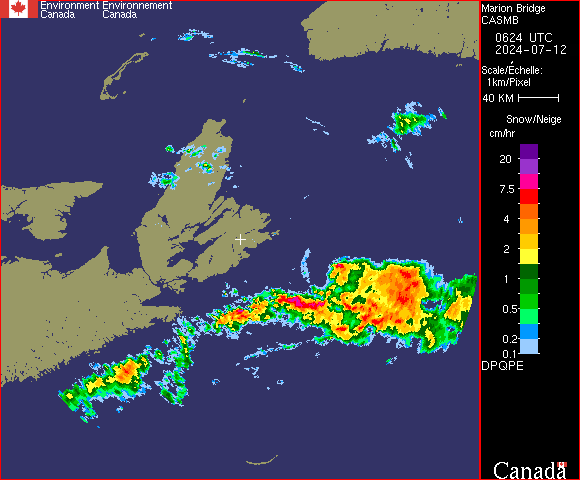 Environment Environnement
Canada Canada
Marion Bridge
CASMB
0624 UTC
2024-07-12
Scale/Échelle:
1km/Pixel
40 KM
Snow/Neige
cm/hr
20
7.5
4
2
1
0.5
0.2
0.1
DPQPE
Canada